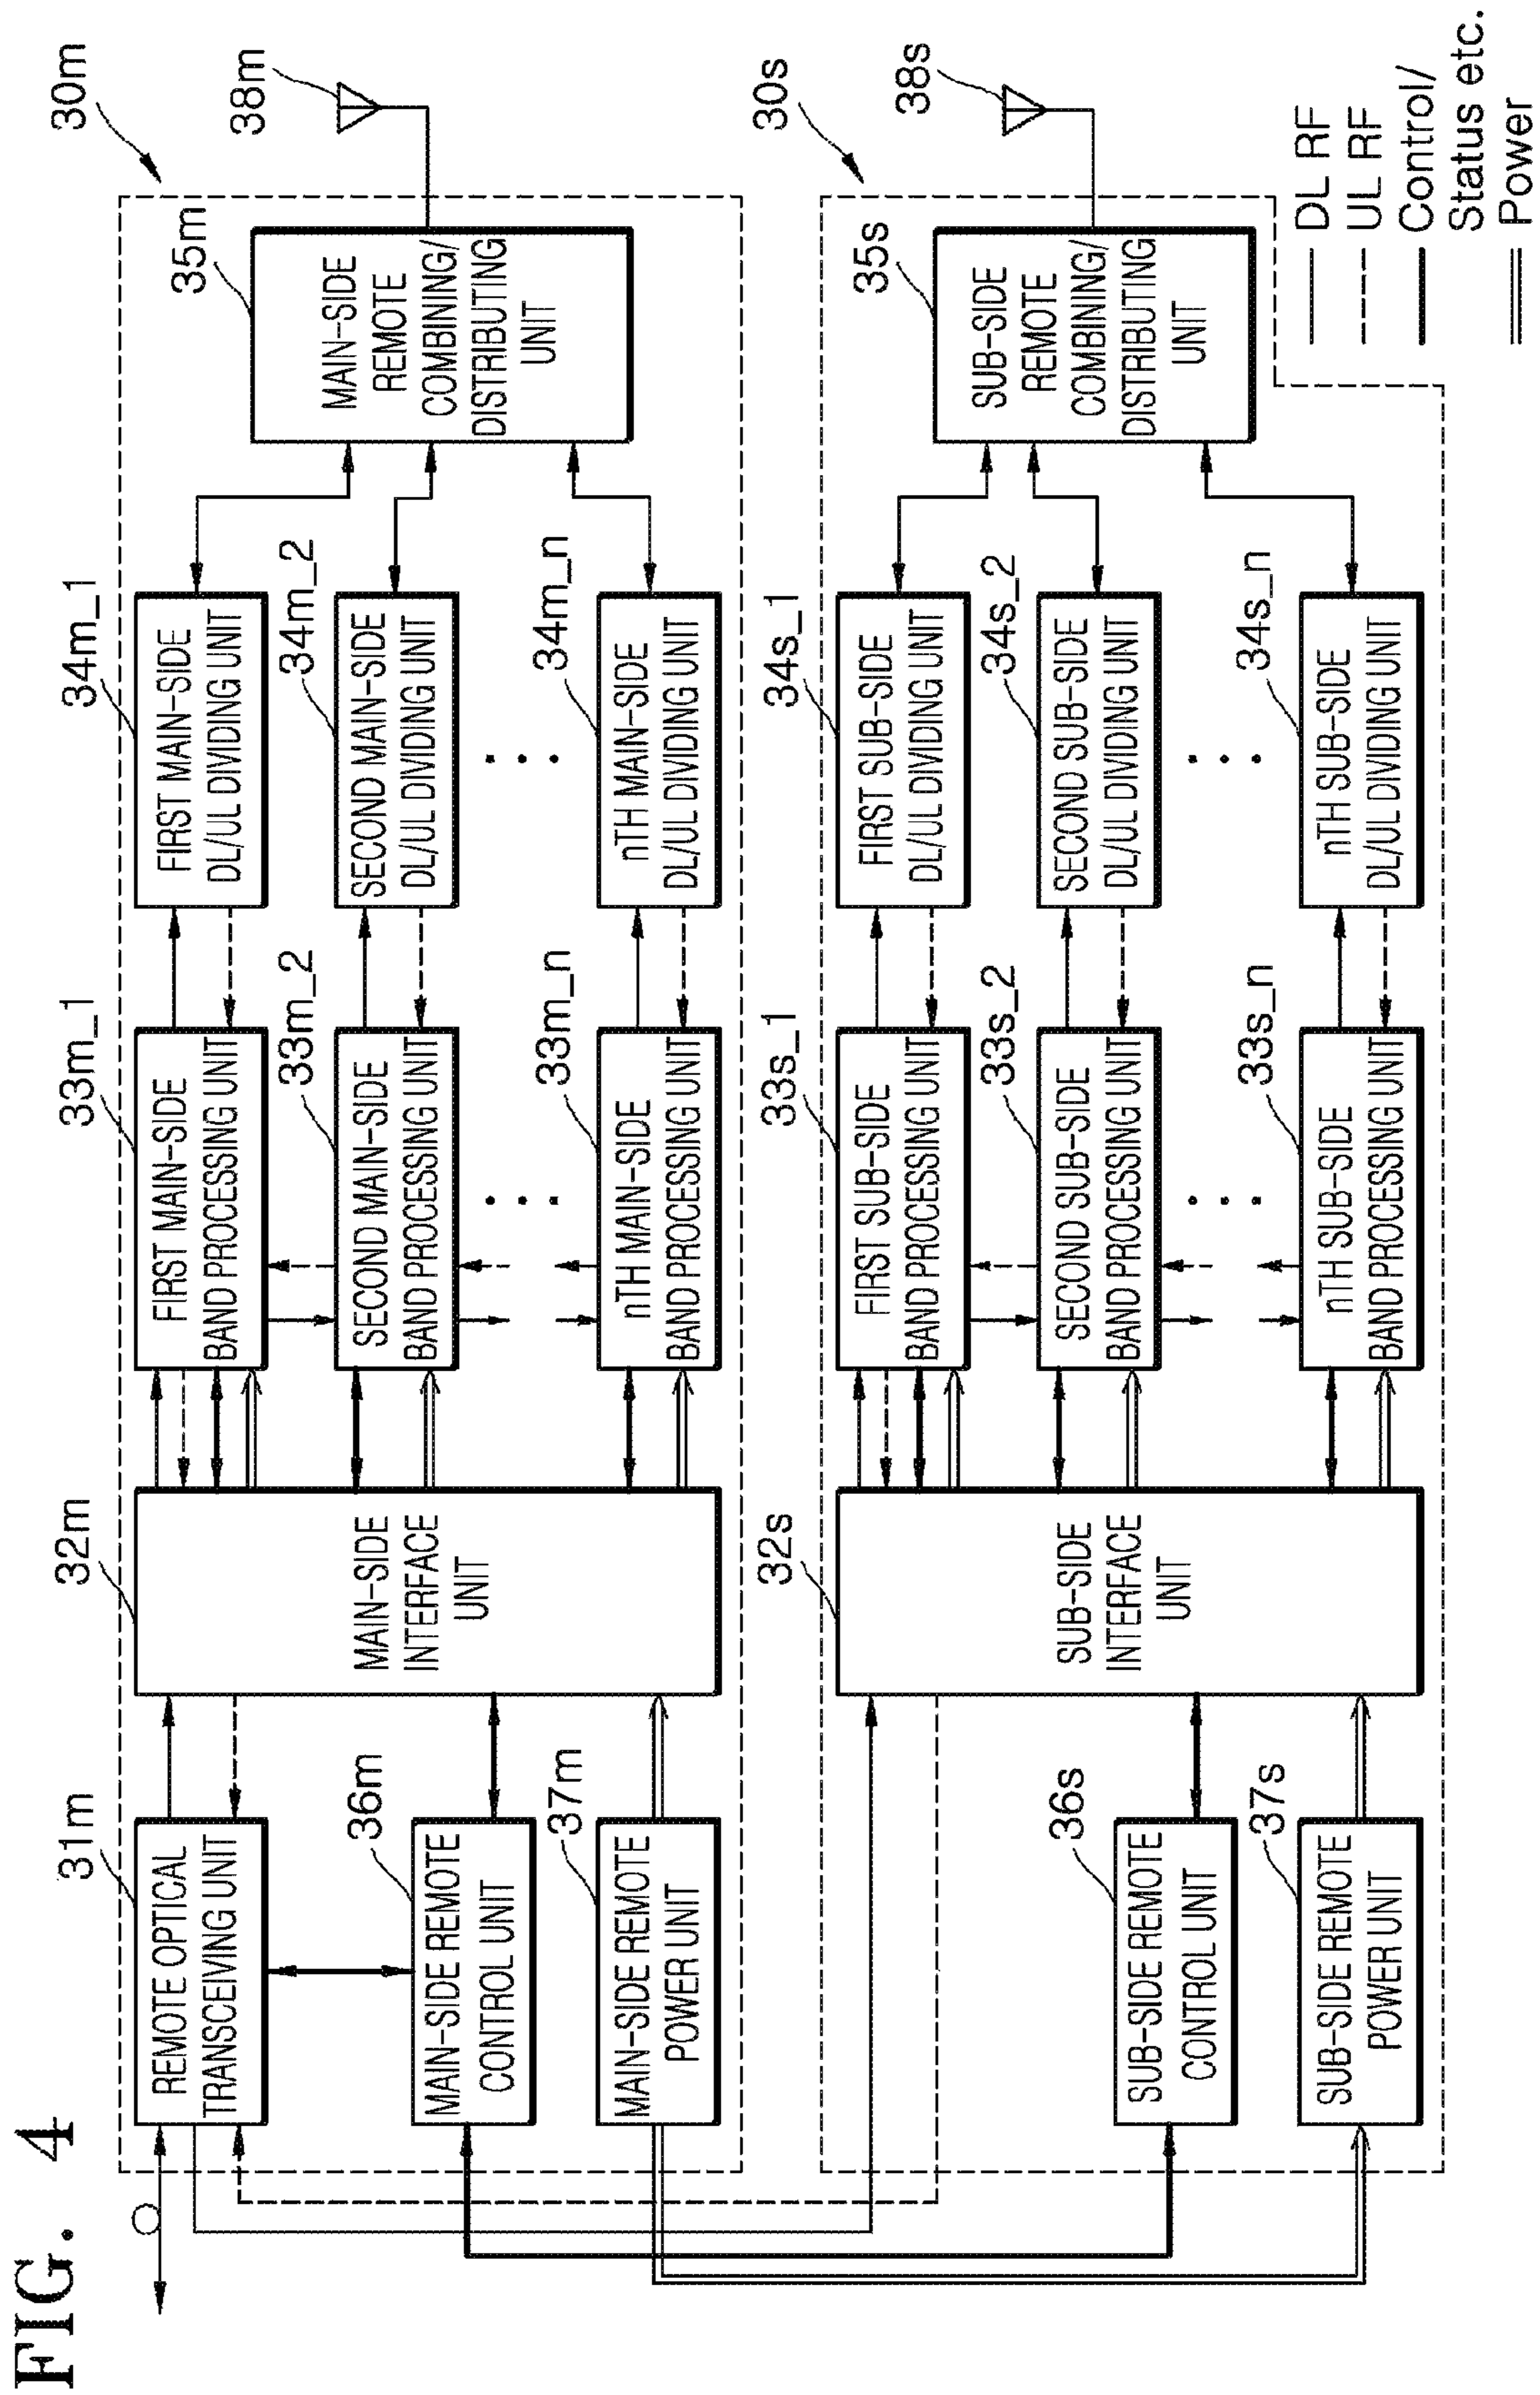 FIG. 4
30m
38m
31m
REMOTE OPTICAL
TRANSCEIVING UNIT
36m
MAIN-SIDE REMOTE
CONTROL UNIT
37m
MAIN-SIDE REMOTE
POWER UNIT
32m
MAIN-SIDE
INTERFACE
UNIT
33m_1
FIRST MAIN-SIDE
BAND PROCESSING UNIT
33m_2
SECOND MAIN-SIDE
BAND PROCESSING UNIT
33m_n
nTH MAIN-SIDE
BAND PROCESSING UNIT
34m_1
FIRST MAIN-SIDE
DL/UL DIVIDING UNIT
34m_2
SECOND MAIN-SIDE
DL/UL DIVIDING UNIT
34m_n
nTH MAIN-SIDE
DL/UL DIVIDING UNIT
35m
MAIN-SIDE
REMOTE
COMBINING/
DISTRIBUTING
UNIT
30s
38s
36s
SUB-SIDE REMOTE
CONTROL UNIT
37s
SUB-SIDE REMOTE
POWER UNIT
32s
SUB-SIDE
INTERFACE
UNIT
33s_1
FIRST SUB-SIDE
BAND PROCESSING UNIT
33s_2
SECOND SUB-SIDE
BAND PROCESSING UNIT
33s_n
nTH SUB-SIDE
BAND PROCESSING UNIT
34s_1
FIRST SUB-SIDE
DL/UL DIVIDING UNIT
34s_2
SECOND SUB-SIDE
DL/UL DIVIDING UNIT
34s_n
nTH SUB-SIDE
DL/UL DIVIDING UNIT
35s
SUB-SIDE
REMOTE
COMBINING/
DISTRIBUTING
UNIT
DL RF
UL RF
Control/
Status etc.
Power